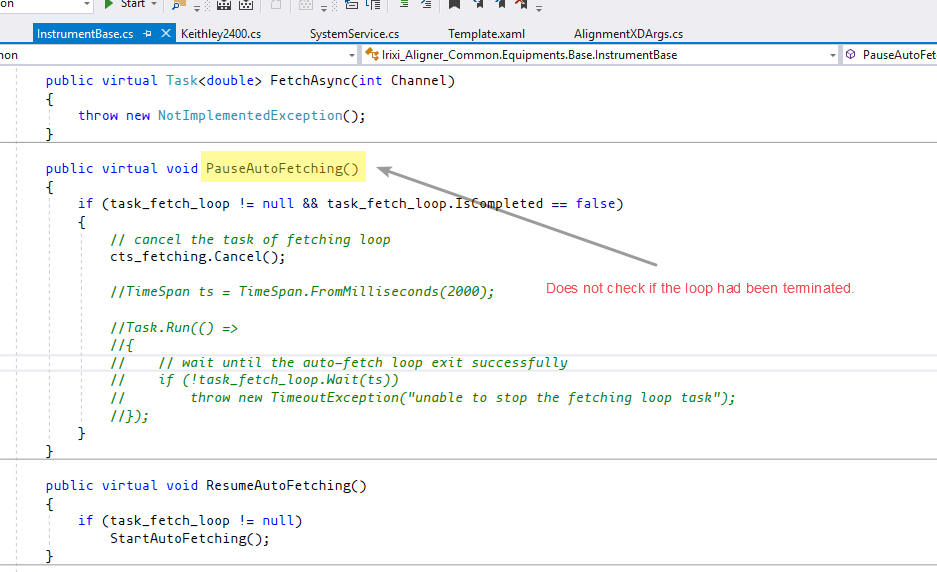 on Start
InstrumentBase.cs Keithley2400.cs SystemService.cs Template.xaml AlignmentXDArgs.cs
mon Irixi_Aligner_Common.Equipments.Base.InstrumentBase PauseAutoFet
public virtual Task<double> FetchAsync(int Channel)
{
throw new NotImplementedException();
}
public virtual void PauseAutoFetching()
{
if (task_fetch_loop != null && task_fetch_loop.IsCompleted == false)
{
// cancel the task of fetching loop
cts_fetching.Cancel();
Does not check if the loop had been terminated.
//TimeSpan ts = TimeSpan.FromMilliseconds(2000);
//Task.Run(() =>
//{
// // wait until the auto-fetch loop exit successfully
// if (!task_fetch_loop.Wait(ts))
// throw new TimeoutException("unable to stop the fetching loop task");
//});
}
}
public virtual void ResumeAutoFetching()
{
if (task_fetch_loop != null)
StartAutoFetching();
}